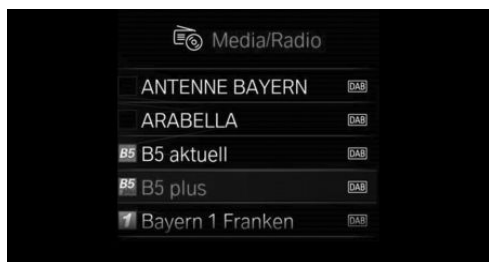 Media/Radio
ANTENNE BAYERN DAB
ARABELLA DAB
B5 B5 aktuell DAB
B5 B5 plus DAB
1 Bayern 1 Franken DAB